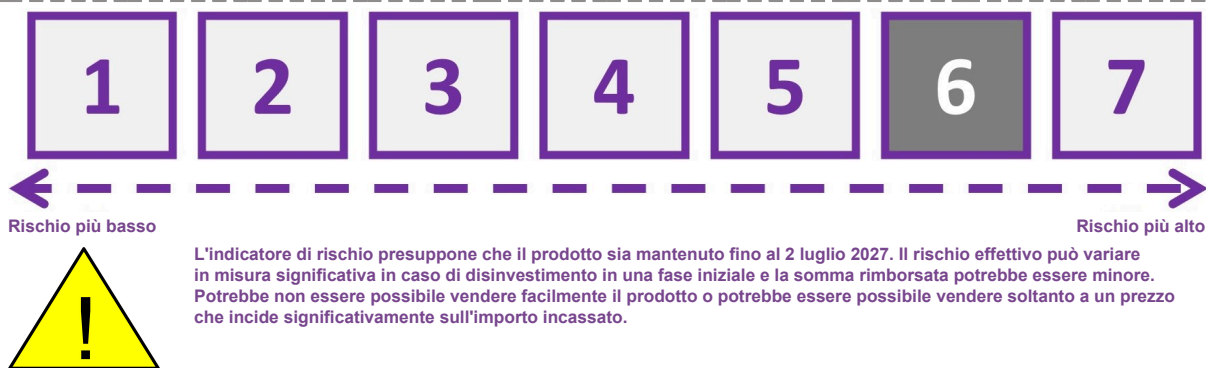 1 2 3 4 5 6 7
Rischio più basso Rischio più alto
L'indicatore di rischio presuppone che il prodotto sia mantenuto fino al 2 luglio 2027. Il rischio effettivo può variare
in misura significativa in caso di disinvestimento in una fase iniziale e la somma rimborsata potrebbe essere minore.
Potrebbe non essere possibile vendere facilmente il prodotto o potrebbe essere possibile vendere soltanto a un prezzo
che incide significativamente sull'importo incassato.
!